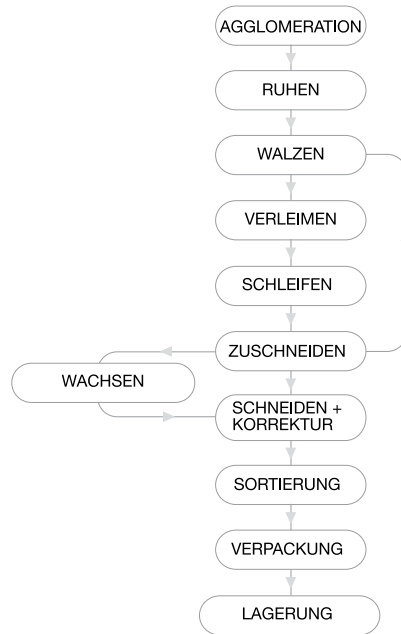 AGGLOMERATION
RUHEN
WALZEN
VERLEIMEN
SCHLEIFEN
ZUSCHNEIDEN
WACHSEN
SCHNEIDEN +
KORREKTUR
SORTIERUNG
VERPACKUNG
LAGERUNG